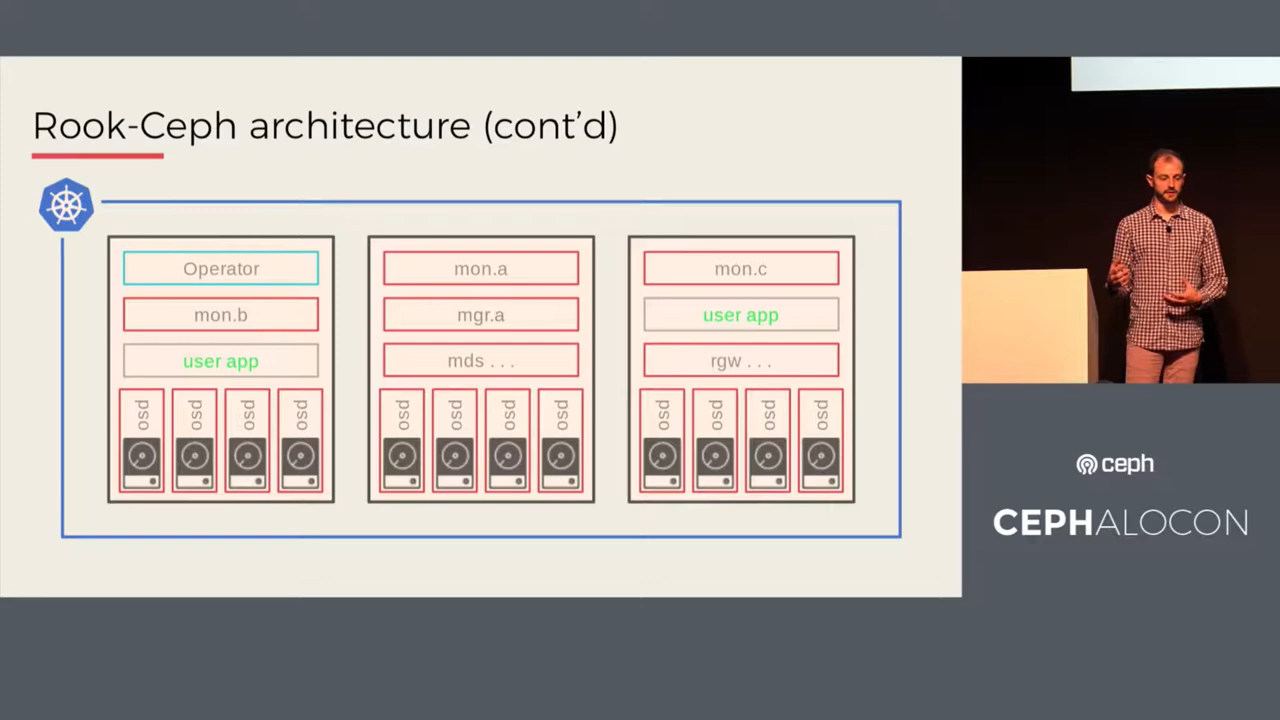 Rook-Ceph architecture (cont’d)
Operator
mon.b
user app
osd osd osd osd
mon.a
mgr.a
mds . . .
osd osd osd osd
mon.c
user app
rgw . . .
osd osd osd osd
ceph
CEPHALOCON